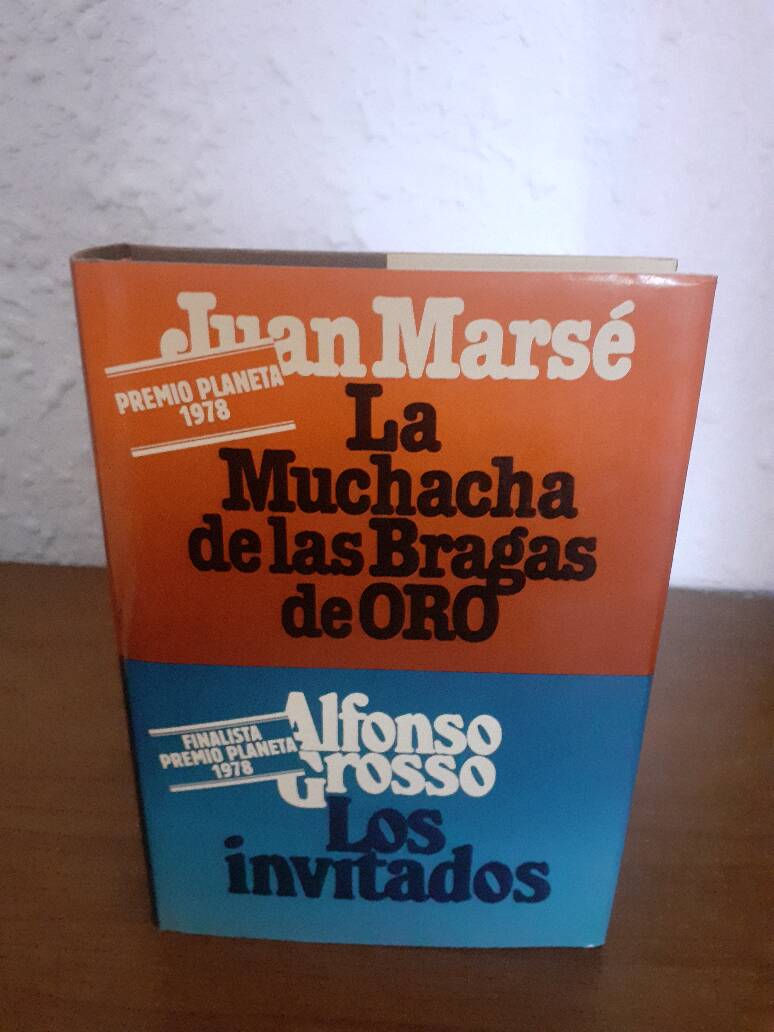 Juan Marsé
PREMIO PLANETA
1978
La
Muchacha
de las Bragas
de ORO
Alfonso
Grosso
FINALISTA
PREMIO PLANETA
1978
Los
invitados